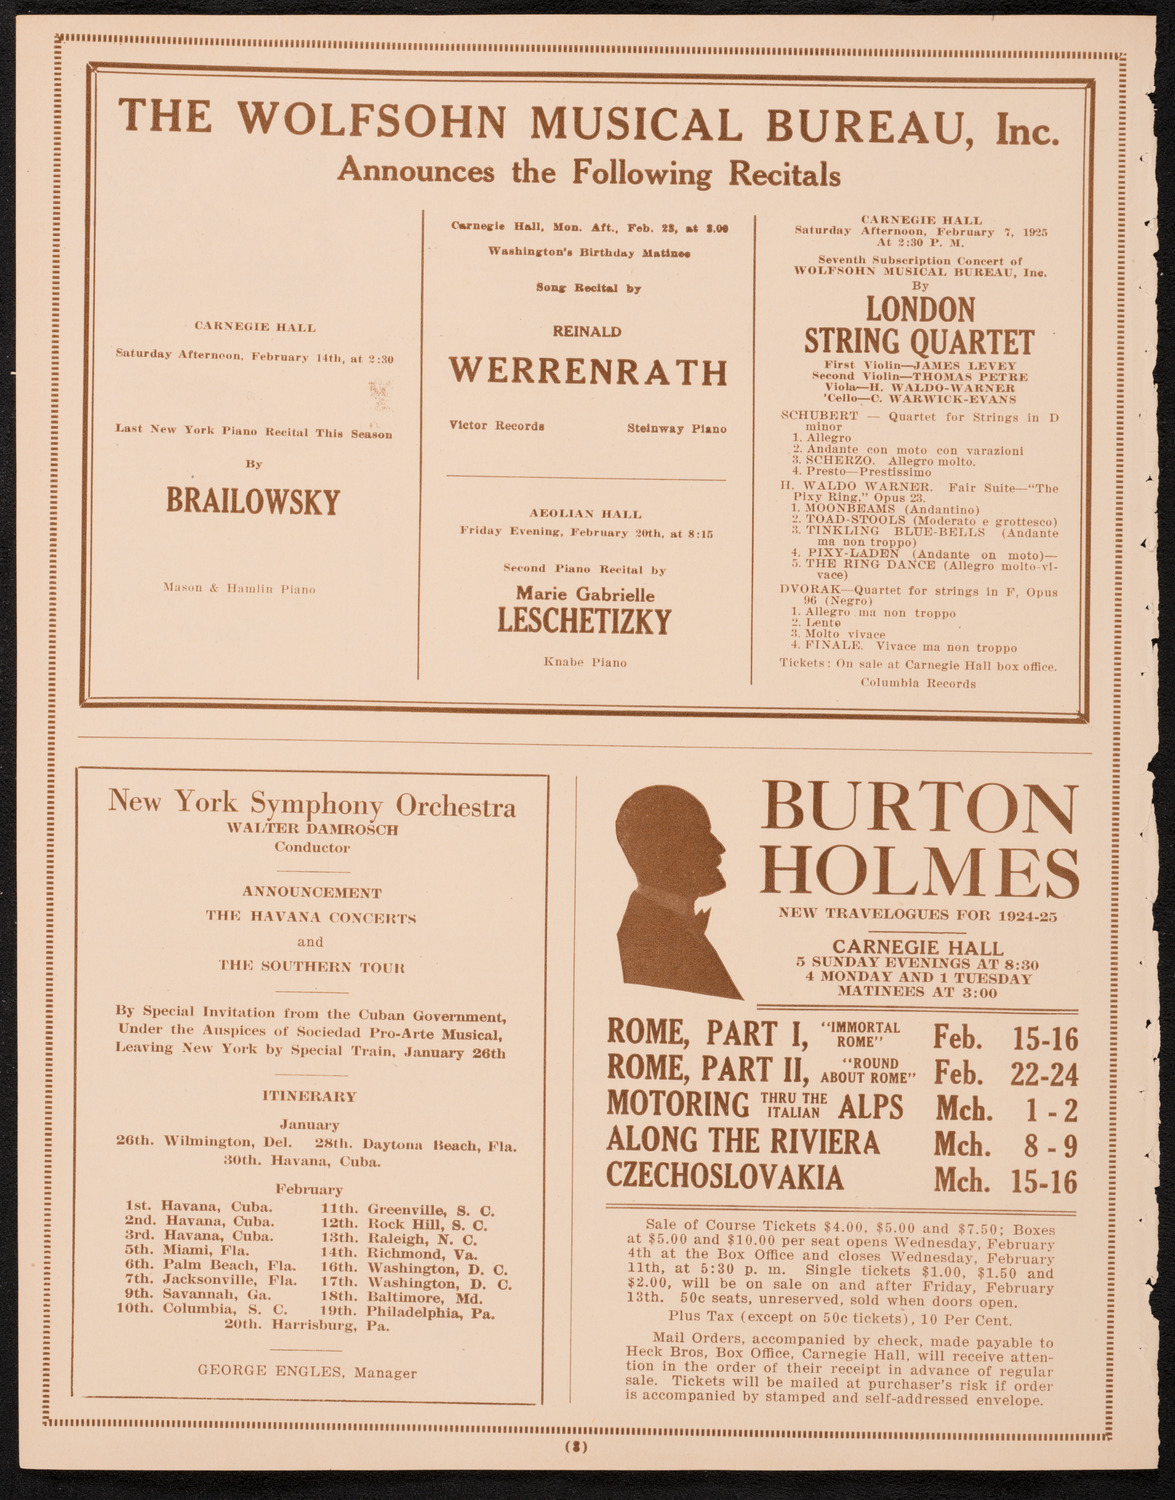 THE WOLFSOHN MUSICAL BUREAU, Inc.
Announces the Following Recitals
CARNEGIE HALL
Saturday Afternoon, February 14th, at 2:30
Last New York Piano Recital This Season
By
BRAILOWSKY
Mason & Hamlin Piano
Carnegie Hall, Mon. Aft., Feb. 23, at 3.00
Washington's Birthday Matinee
Song Recital by
REINALD
WERRENRATH
Victor Records Steinway Piano
AEOLIAN HALL
Friday Evening, February 20th, at 8:15
Second Piano Recital by
Marie Gabrielle
LESCHETIZKY
Knabe Piano
CARNEGIE HALL
Saturday Afternoon, February 7, 1925
At 2:30 P. M.
Seventh Subscription Concert of
WOLFSOHN MUSICAL BUREAU, Inc.
By
LONDON
STRING QUARTET
First Violin—JAMES LEVEY
Second Violin—THOMAS PETRE
Viola—H. WALDO-WARNER
'Cello—C. WARWICK-EVANS
SCHUBERT — Quartet for Strings in D
minor
1. Allegro
2. Andante con moto con varazioni
3. SCHERZO. Allegro molto.
4. Presto—Prestissimo
H. WALDO WARNER. Fair Suite—"The
Pixy Ring," Opus 23.
1. MOONBEAMS (Andantino)
2. TOAD-STOOLS (Moderato e grottesco)
3. TINKLING BLUE-BELLS (Andante
ma non troppo)
4. PIXY-LADEN (Andante on moto)—
5. THE RING DANCE (Allegro molto-vi-
vace)
DVORAK—Quartet for strings in F, Opus
96 (Negro)
1. Allegro ma non troppo
2. Lento
3. Molto vivace
4. FINALE. Vivace ma non troppo
Tickets: On sale at Carnegie Hall box office.
Columbia Records
New York Symphony Orchestra
WALTER DAMROSCH
Conductor
ANNOUNCEMENT
THE HAVANA CONCERTS
and
THE SOUTHERN TOUR
By Special Invitation from the Cuban Government,
Under the Auspices of Sociedad Pro-Arte Musical,
Leaving New York by Special Train, January 26th
ITINERARY
January
26th. Wilmington, Del. 28th. Daytona Beach, Fla.
30th. Havana, Cuba.
February
1st. Havana, Cuba. 11th. Greenville, S. C.
2nd. Havana, Cuba. 12th. Rock Hill, S. C.
3rd. Havana, Cuba. 13th. Raleigh, N. C.
5th. Miami, Fla. 14th. Richmond, Va.
6th. Palm Beach, Fla. 16th. Washington, D. C.
7th. Jacksonville, Fla. 17th. Washington, D. C.
9th. Savannah, Ga. 18th. Baltimore, Md.
10th. Columbia, S. C. 19th. Philadelphia, Pa.
20th. Harrisburg, Pa.
GEORGE ENGLES, Manager
BURTON
HOLMES
NEW TRAVELOGUES FOR 1924-25
CARNEGIE HALL
5 SUNDAY EVENINGS AT 8:30
4 MONDAY AND 1 TUESDAY
MATINEES AT 3:00
ROME, PART I, "IMMORTAL ROME" Feb. 15-16
ROME, PART II, "ROUND ABOUT ROME" Feb. 22-24
MOTORING THRU THE ITALIAN ALPS Mch. 1 - 2
ALONG THE RIVIERA Mch. 8 - 9
CZECHOSLOVAKIA Mch. 15-16
Sale of Course Tickets $4.00, $5.00 and $7.50; Boxes
at $5.00 and $10.00 per seat opens Wednesday, February
4th at the Box Office and closes Wednesday, February
11th, at 5:30 p. m. Single tickets $1.00, $1.50 and
$2.00, will be on sale on and after Friday, February
13th. 50c seats, unreserved, sold when doors open.
Plus Tax (except on 50c tickets), 10 Per Cent.
Mail Orders, accompanied by check, made payable to
Heck Bros, Box Office, Carnegie Hall, will receive atten-
tion in the order of their receipt in advance of regular
sale. Tickets will be mailed at purchaser's risk if order
is accompanied by stamped and self-addressed envelope.
(8)